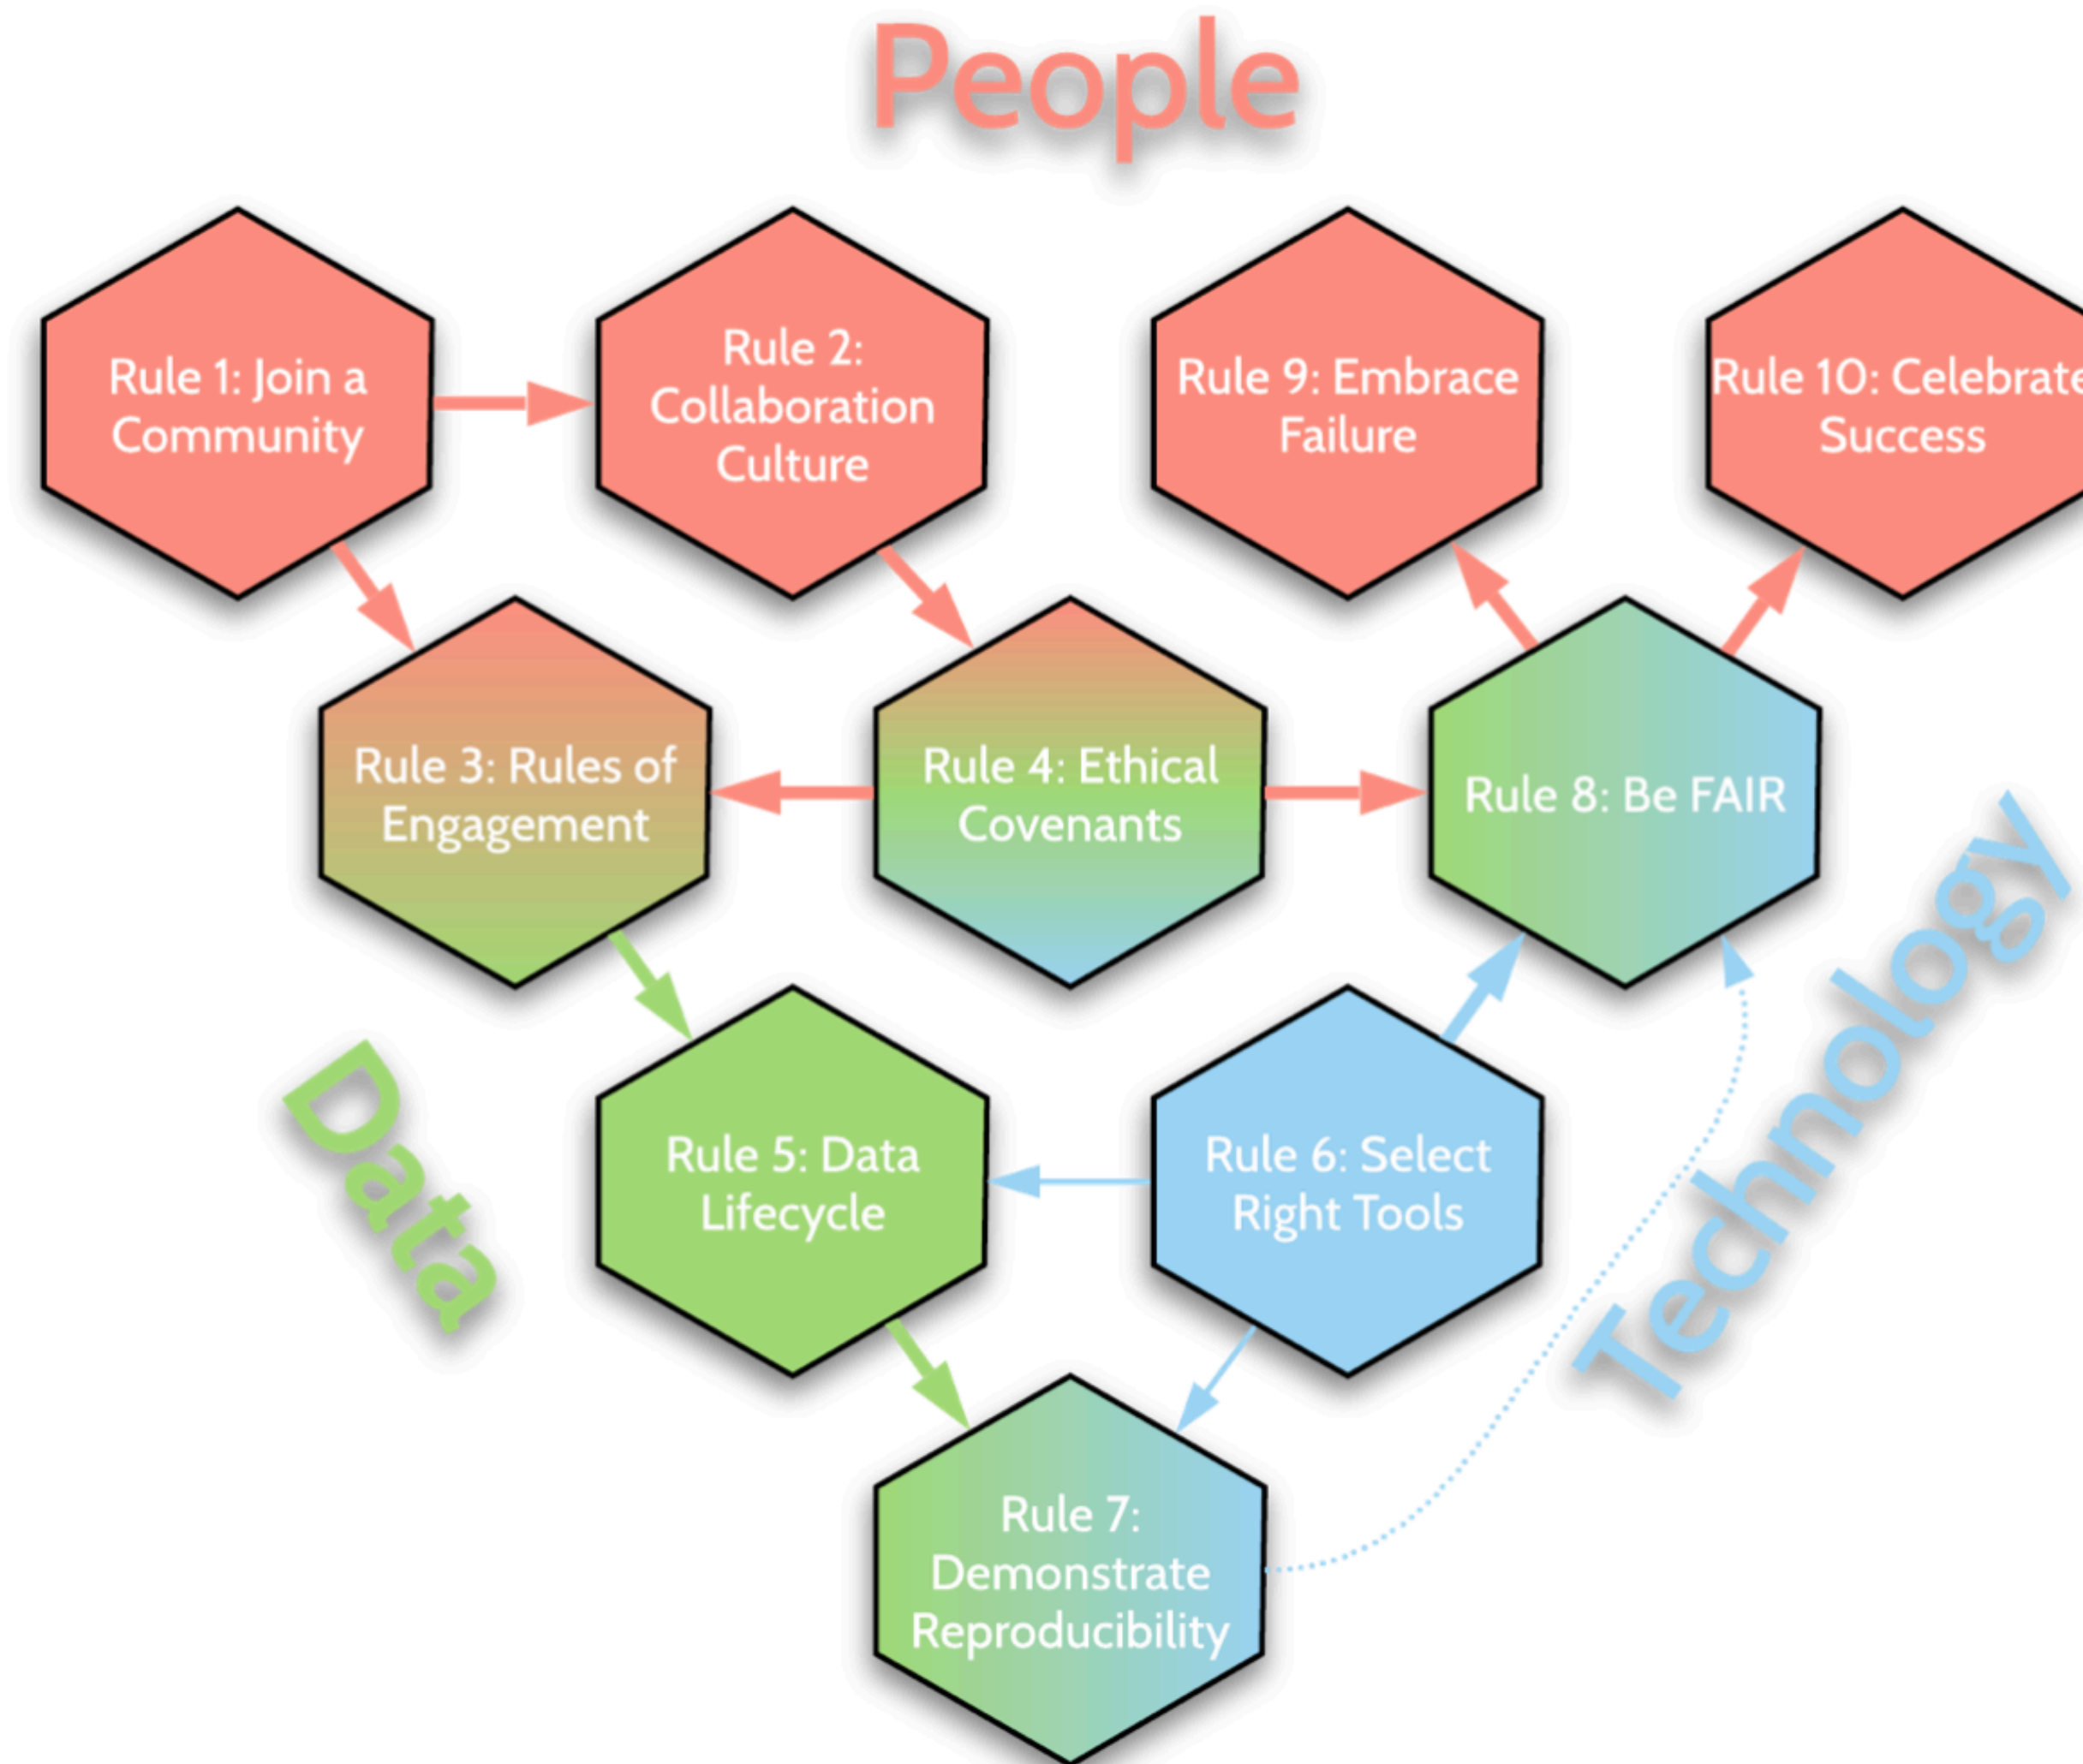 People
Rule 1: Join a
Community
Rule 2:
Collaboration
Culture
Rule 9: Embrace
Failure
Rule 10: Celebrate
Success
Rule 3: Rules of
Engagement
Rule 4: Ethical
Covenants
Rule 8: Be FAIR
Data
Rule 5: Data
Lifecycle
Rule 6: Select
Right Tools
Technology
Rule 7:
Demonstrate
Reproducibility